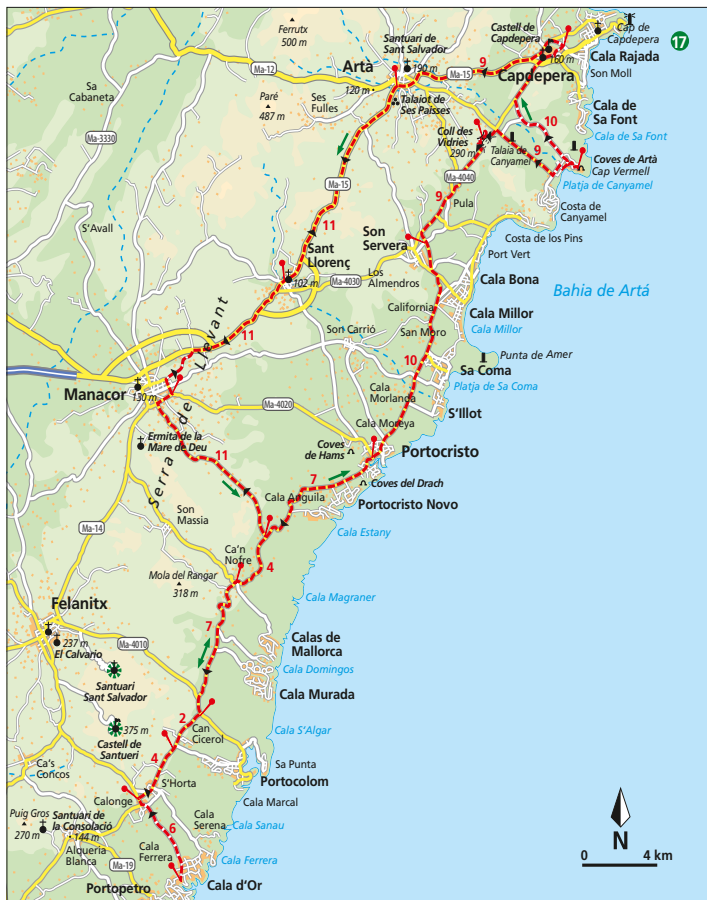 Ferrutx
500 m
Santuari de
Sant Salvador
Castell de
Capdepera
Cap de
Capdepera
17
Ma-12
Artà
190 m
9
Ma-15
160 m
Cala Rajada
Capdepera
Son Moll
Sa
Cabaneta
Paré
487 m
Ses
Fulles
120 m
Talaiot de
Ses Païsses
Cala de
Sa Font
Ma-3330
Coll des
Vidries
290 m
Talaia de
Canyamel
10
Cala de Sa Font
9
Coves de Artà
Cap Vermell
Ma-15
Ma-4040
Platja de Canyamel
9
Pula
Costa de
Canyamel
S'Avall
11
Son
Servera
Costa de los Pins
Sant
Llorenç
Port Vert
102 m
Ma-4030
Los
Almendros
Cala Bona
Bahia de Artá
California
Cala Millor
11
Son Carrió
San Moro
Cala Millor
Serra de Llevant
10
Punta de Amer
Sa Coma
Manacor
130 m
Cala
Morlanda
Platja de Sa Coma
Ma-4020
S'Illot
Cala Moreya
Ermita de la
Mare de Deu
Coves
de Hams
Portocristo
11
7
Coves del Drach
Cala Anguila
Portocristo Novo
Son
Massia
Cala Estany
Ma-14
Ca'n
Nofre
4
Mola del Rangar
318 m
Cala Magraner
Felanitx
7
Calas de
Mallorca
237 m
El Calvario
Ma-4010
Cala Domingos
Santuari
Sant Salvador
Cala Murada
2
Can
Cicerol
Cala S'Algar
375 m
Castell de
Santueri
4
Ca's
Concos
Sa Punta
Portocolom
S'Horta
Calonge
Cala Marcal
Puig Gros
270 m
Santuari de
la Consolació
144 m
6
Cala
Serena
Cala Sanau
Alqueria
Blanca
Cala
Ferrera
Cala Ferrera
Ma-19
Portopetro
Cala d'Or
N
0 4 km